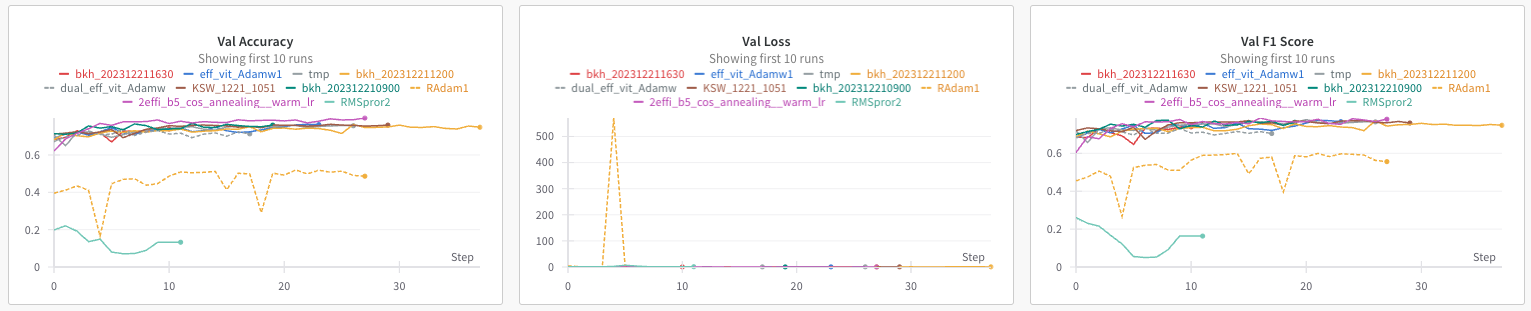 Val Accuracy
Showing first 10 runs
bkh_202312211630 eff_vit_Adamw1 tmp bkh_202312211200
dual_eff_vit_Adamw KSW_1221_1051 bkh_202312210900 RAdam1
2effi_b5_cos_annealing__warm_lr RMSpror2
0.6
0.4
0.2
0
Step
0 10 20 30
Val Loss
Showing first 10 runs
bkh_202312211630 eff_vit_Adamw1 tmp bkh_202312211200
dual_eff_vit_Adamw KSW_1221_1051 bkh_202312210900 RAdam1
2effi_b5_cos_annealing__warm_lr RMSpror2
500
400
300
200
100
0
Step
0 10 20 30
Val F1 Score
Showing first 10 runs
bkh_202312211630 eff_vit_Adamw1 tmp bkh_202312211200
dual_eff_vit_Adamw KSW_1221_1051 bkh_202312210900 RAdam1
2effi_b5_cos_annealing__warm_lr RMSpror2
0.6
0.4
0.2
0
Step
0 10 20 30